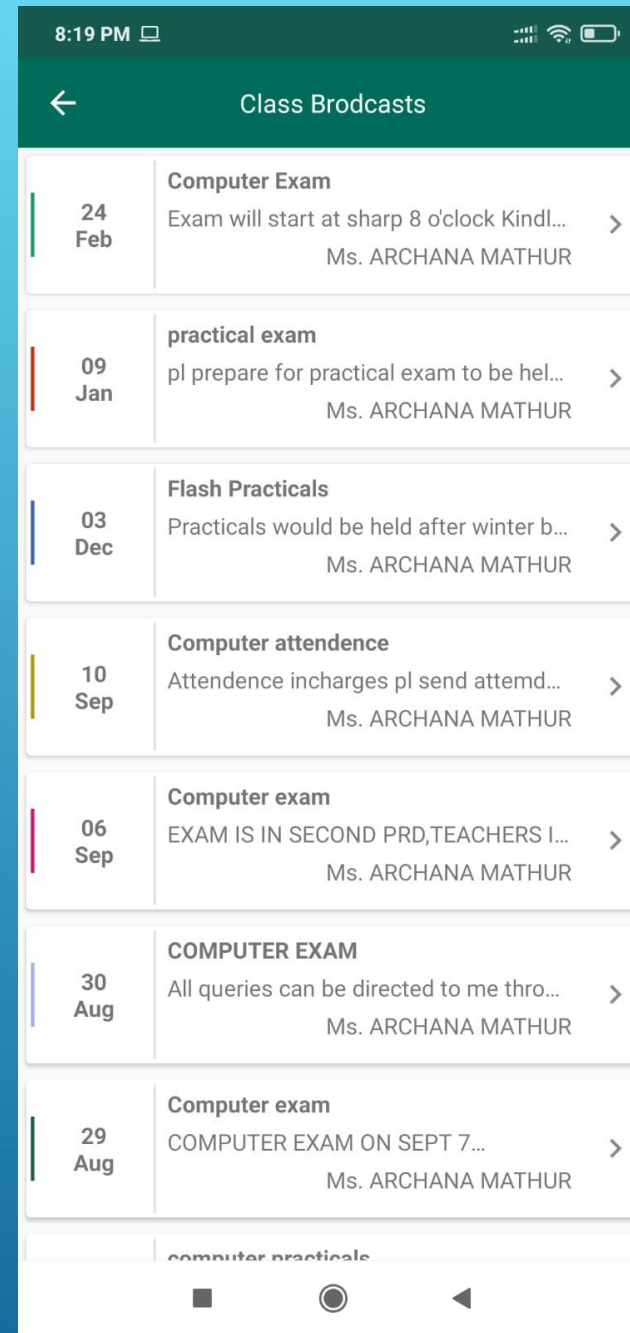 8:19 PM
Class Brodcasts
24
Feb
Computer Exam
Exam will start at sharp 8 o'clock Kindl...
Ms. ARCHANA MATHUR
09
Jan
practical exam
pl prepare for practical exam to be hel...
Ms. ARCHANA MATHUR
03
Dec
Flash Practicals
Practicals would be held after winter b...
Ms. ARCHANA MATHUR
10
Sep
Computer attendence
Attendence incharges pl send attemd...
Ms. ARCHANA MATHUR
06
Sep
Computer exam
EXAM IS IN SECOND PRD,TEACHERS I...
Ms. ARCHANA MATHUR
30
Aug
COMPUTER EXAM
All queries can be directed to me thro...
Ms. ARCHANA MATHUR
29
Aug
Computer exam
COMPUTER EXAM ON SEPT 7...
Ms. ARCHANA MATHUR
computer practicals